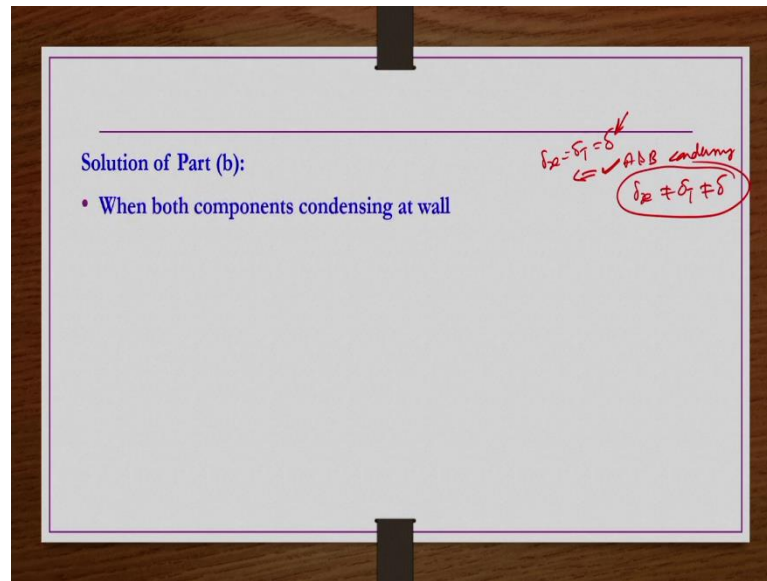 δx = δT = δ
⇐ ✓ A & B condensing
δx ≠ δT ≠ δ
Solution of Part (b):
• When both components condensing at wall